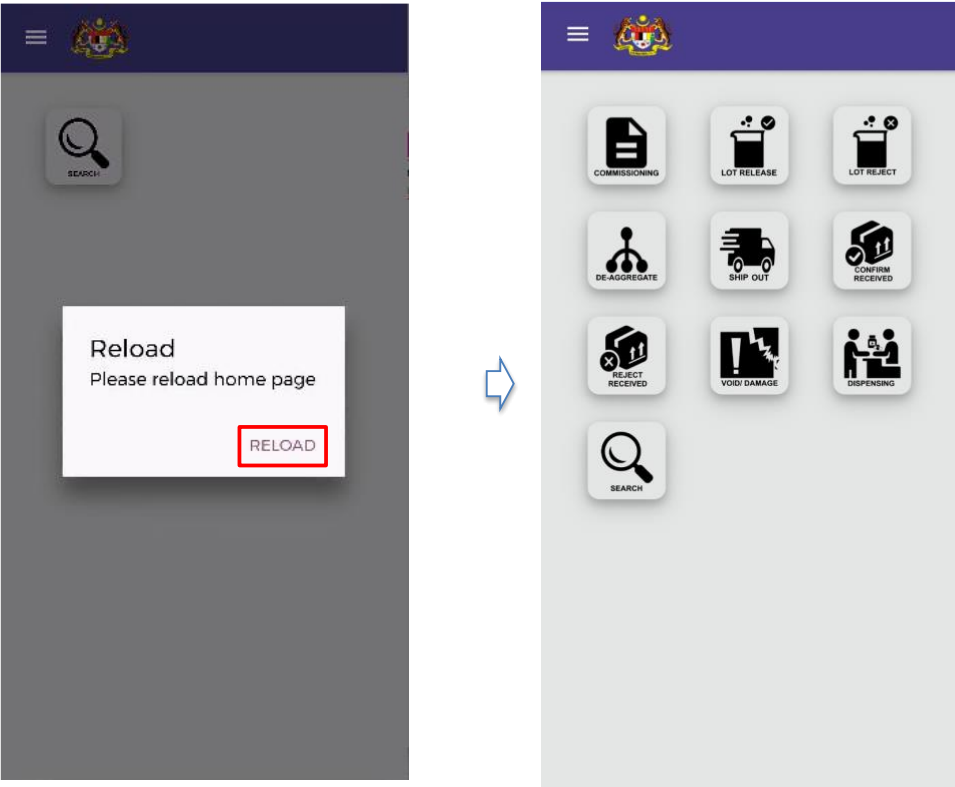 SEARCH
Reload
Please reload home page
RELOAD
COMMISSIONING
LOT RELEASE
LOT REJECT
DE-AGGREGATE
SHIP OUT
CONFIRM
RECEIVED
REJECT
RECEIVED
VOID/ DAMAGE
DISPENSING
SEARCH